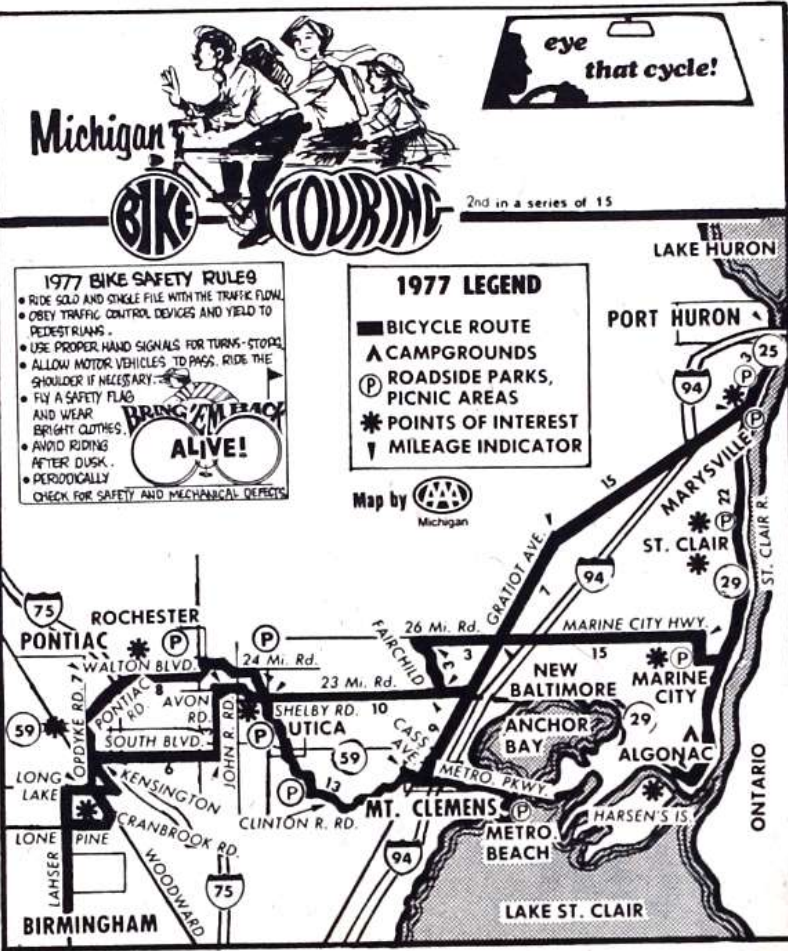 eye
that cycle!
Michigan
BIKE TOURING
2nd in a series of 15
1977 BIKE SAFETY RULES
• RIDE SOLO AND SINGLE FILE WITH THE TRAFFIC FLOW.
• OBEY TRAFFIC CONTROL DEVICES AND YIELD TO
PEDESTRIANS.
• USE PROPER HAND SIGNALS FOR TURNS-STOPS
• ALLOW MOTOR VEHICLES TO PASS. RIDE THE
SHOULDER IF NECESSARY.
• FLY A SAFETY FLAG
AND WEAR
BRIGHT CLOTHES.
• AVOID RIDING
AFTER DUSK.
• PERIODICALLY
CHECK FOR SAFETY AND MECHANICAL DEFECTS
BRING 'EM BACK
ALIVE!
1977 LEGEND
BICYCLE ROUTE
CAMPGROUNDS
P ROADSIDE PARKS,
PICNIC AREAS
POINTS OF INTEREST
MILEAGE INDICATOR
Map by AAA
Michigan
LAKE HURON
PORT HURON
25
3
P
94
P
MARYSVILLE
15
22
P
ST. CLAIR
ST. CLAIR R.
29
GRATIOT AVE.
7
94
75
ROCHESTER
PONTIAC
P
P
WALTON BLVD.
24 Mi. Rd.
26 Mi. Rd.
MARINE CITY HWY.
FAIRCHILD
3
3
15
23 Mi. Rd.
OPDYKE RD. 7
PONTIAC
RD.
8
AVON
RD.
JOHN R. RD.
SHELBY RD.
10
UTICA
P
NEW
BALTIMORE
P
MARINE
CITY
59
SOUTH BLVD.
6
59
CASS
AVE.
9
ANCHOR
BAY
29
ALGONAC
LONG
LAKE
KENSINGTON
P
13
CLINTON R. RD.
METRO. PKWY.
MT. CLEMENS
P
METRO.
BEACH
HARSEN'S IS.
ONTARIO
LONE PINE
CRANBROOK RD.
LAHSER
WOODWARD
75
94
BIRMINGHAM
LAKE ST. CLAIR